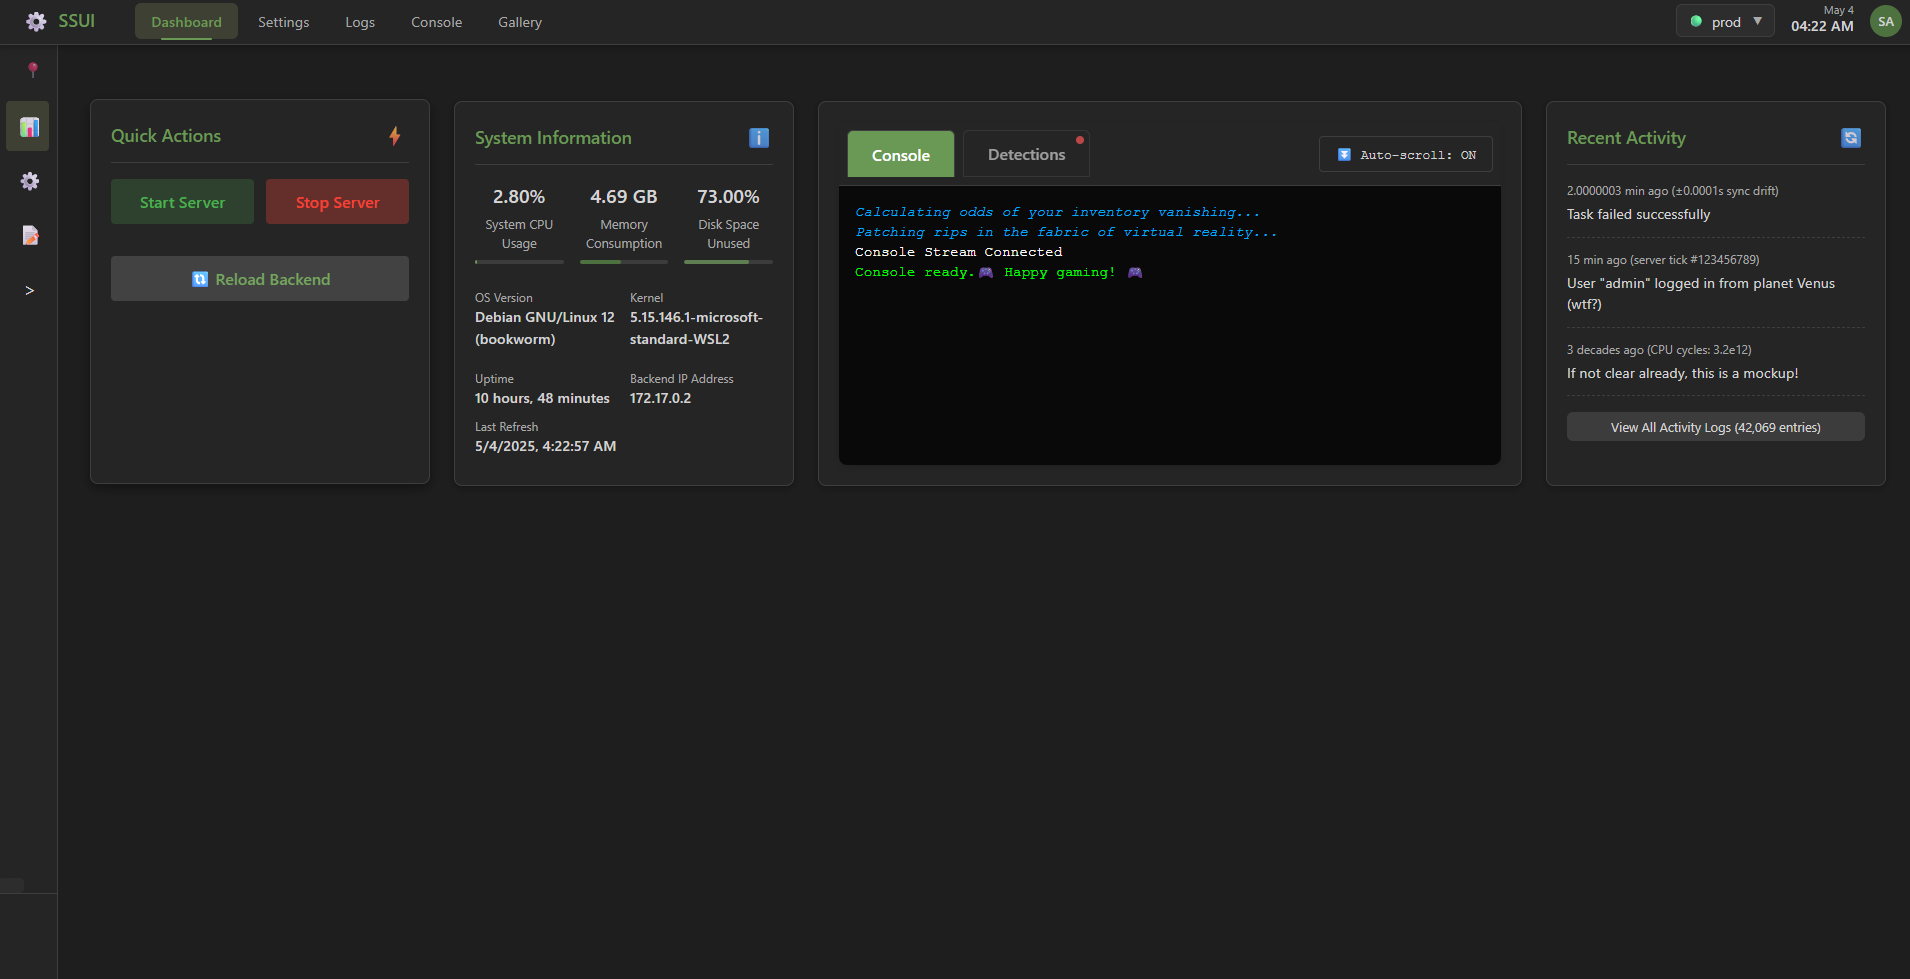 SSUI
Dashboard
Settings
Logs
Console
Gallery
prod
May 4
04:22 AM
SA
Quick Actions
Start Server
Stop Server
Reload Backend
>
System Information
2.80%
System CPU
Usage
4.69 GB
Memory
Consumption
73.00%
Disk Space
Unused
OS Version
Debian GNU/Linux 12
(bookworm)
Kernel
5.15.146.1-microsoft-
standard-WSL2
Uptime
10 hours, 48 minutes
Backend IP Address
172.17.0.2
Last Refresh
5/4/2025, 4:22:57 AM
Console
Detections
Auto-scroll: ON
Calculating odds of your inventory vanishing...
Patching rips in the fabric of virtual reality...
Console Stream Connected
Console ready.🎮 Happy gaming! 🎮
Recent Activity
2.0000003 min ago (±0.0001s sync drift)
Task failed successfully
15 min ago (server tick #123456789)
User "admin" logged in from planet Venus
(wtf?)
3 decades ago (CPU cycles: 3.2e12)
If not clear already, this is a mockup!
View All Activity Logs (42,069 entries)